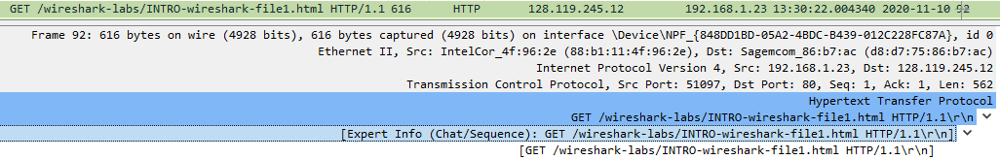 GET /wireshark-labs/INTRO-wireshark-file1.html HTTP/1.1 616 HTTP 128.119.245.12 192.168.1.23 13:30:22.004340 2020-11-10 92
Frame 92: 616 bytes on wire (4928 bits), 616 bytes captured (4928 bits) on interface \Device\NPF_{848DD1BD-05A2-4BDC-B439-012C228FC87A}, id 0
Ethernet II, Src: IntelCor_4f:96:2e (88:b1:11:4f:96:2e), Dst: Sagemcom_86:b7:ac (d8:d7:75:86:b7:ac)
Internet Protocol Version 4, Src: 192.168.1.23, Dst: 128.119.245.12
Transmission Control Protocol, Src Port: 51097, Dst Port: 80, Seq: 1, Ack: 1, Len: 562
Hypertext Transfer Protocol
GET /wireshark-labs/INTRO-wireshark-file1.html HTTP/1.1\r\n
[Expert Info (Chat/Sequence): GET /wireshark-labs/INTRO-wireshark-file1.html HTTP/1.1\r\n]
[GET /wireshark-labs/INTRO-wireshark-file1.html HTTP/1.1\r\n]